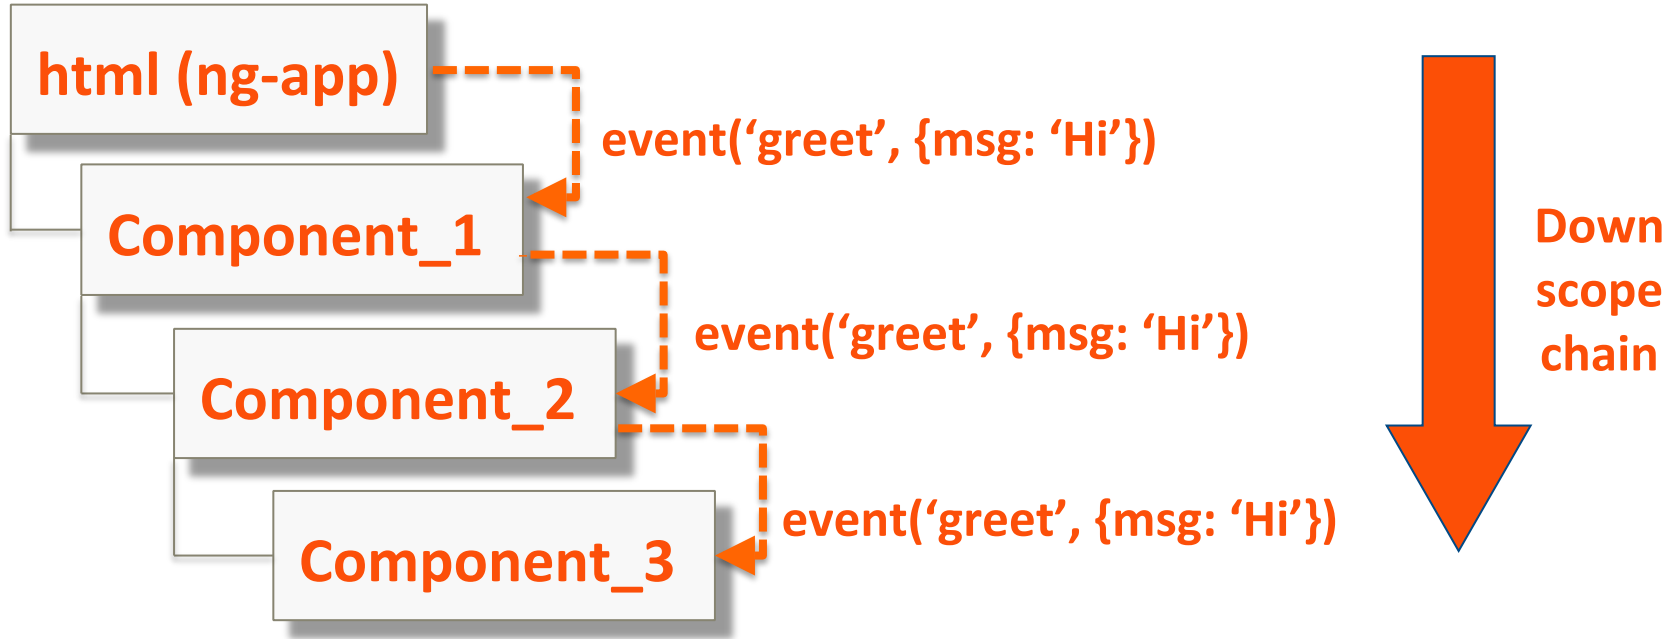 html (ng-app)
event(‘greet’, {msg: ‘Hi’})
Component_1
event(‘greet’, {msg: ‘Hi’})
Component_2
event(‘greet’, {msg: ‘Hi’})
Component_3
Down
scope
chain